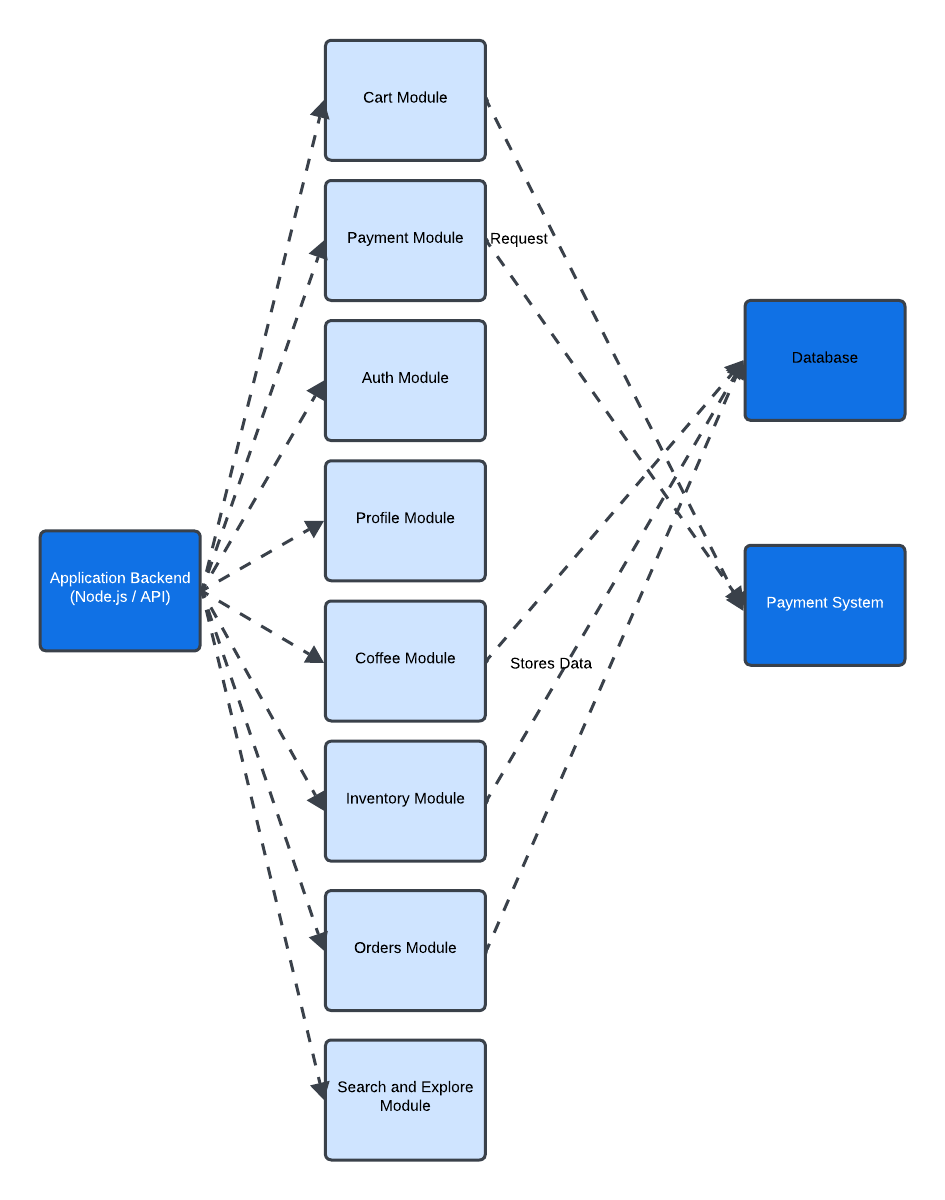 Cart Module
Payment Module
Request
Auth Module
Database
Profile Module
Application Backend
(Node.js / API)
Payment System
Coffee Module
Stores Data
Inventory Module
Orders Module
Search and Explore
Module